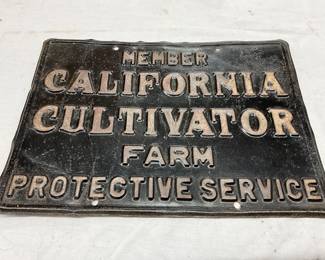 MEMBER
CALIFORNIA
CULTIVATOR
FARM
PROTECTIVE SERVICE